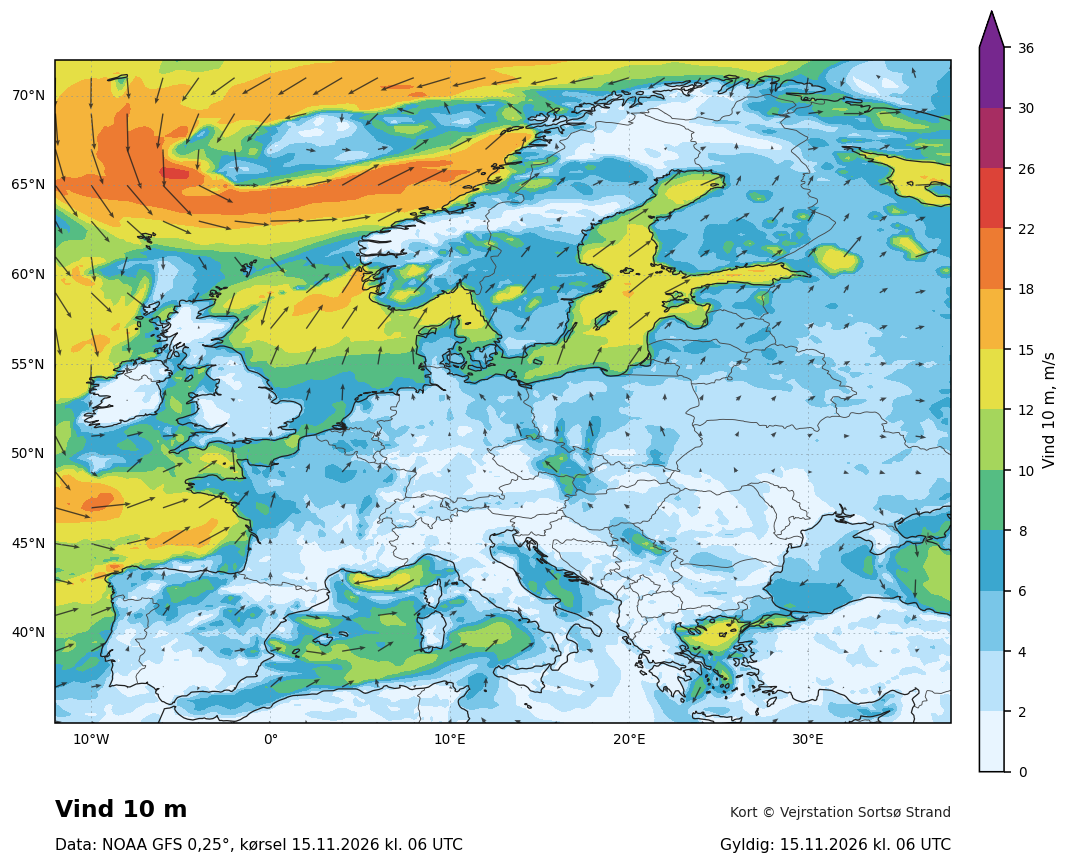 36
30
26
22
18
15
12
10
8
6
4
2
0
Vind 10 m, m/s
70°N
65°N
60°N
55°N
50°N
45°N
40°N
10°W
0°
10°E
20°E
30°E
Vind 10 m
Kort © Vejrstation Sortsø Strand
Data: NOAA GFS 0,25°, kørsel 15.11.2026 kl. 06 UTC
Gyldig: 15.11.2026 kl. 06 UTC